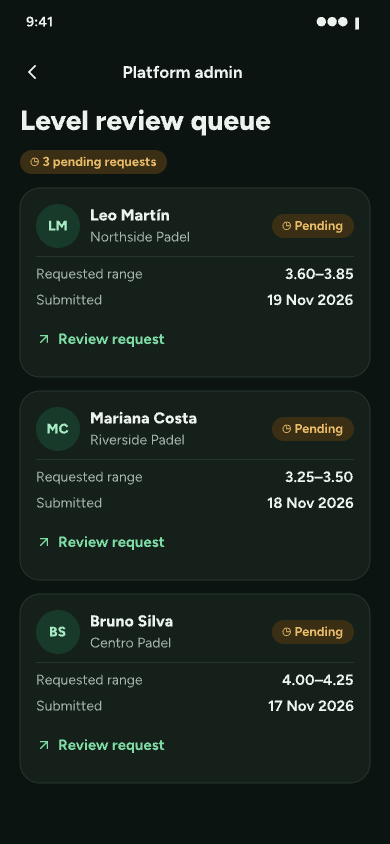 9:41
Platform admin
Level review queue
3 pending requests
LM
Leo Martín
Northside Padel
Pending
Requested range
3.60–3.85
Submitted
19 Nov 2026
Review request
MC
Mariana Costa
Riverside Padel
Pending
Requested range
3.25–3.50
Submitted
18 Nov 2026
Review request
BS
Bruno Silva
Centro Padel
Pending
Requested range
4.00–4.25
Submitted
17 Nov 2026
Review request